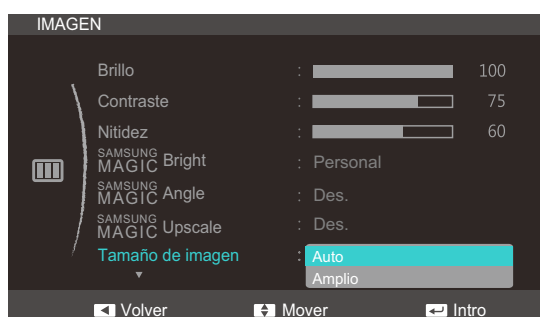 IMAGEN
Brillo : 100
Contraste : 75
Nitidez : 60
SAMSUNG MAGIC Bright : Personal
SAMSUNG MAGIC Angle : Des.
SAMSUNG MAGIC Upscale : Des.
Tamaño de imagen : Auto
Amplio
Volver Mover Intro